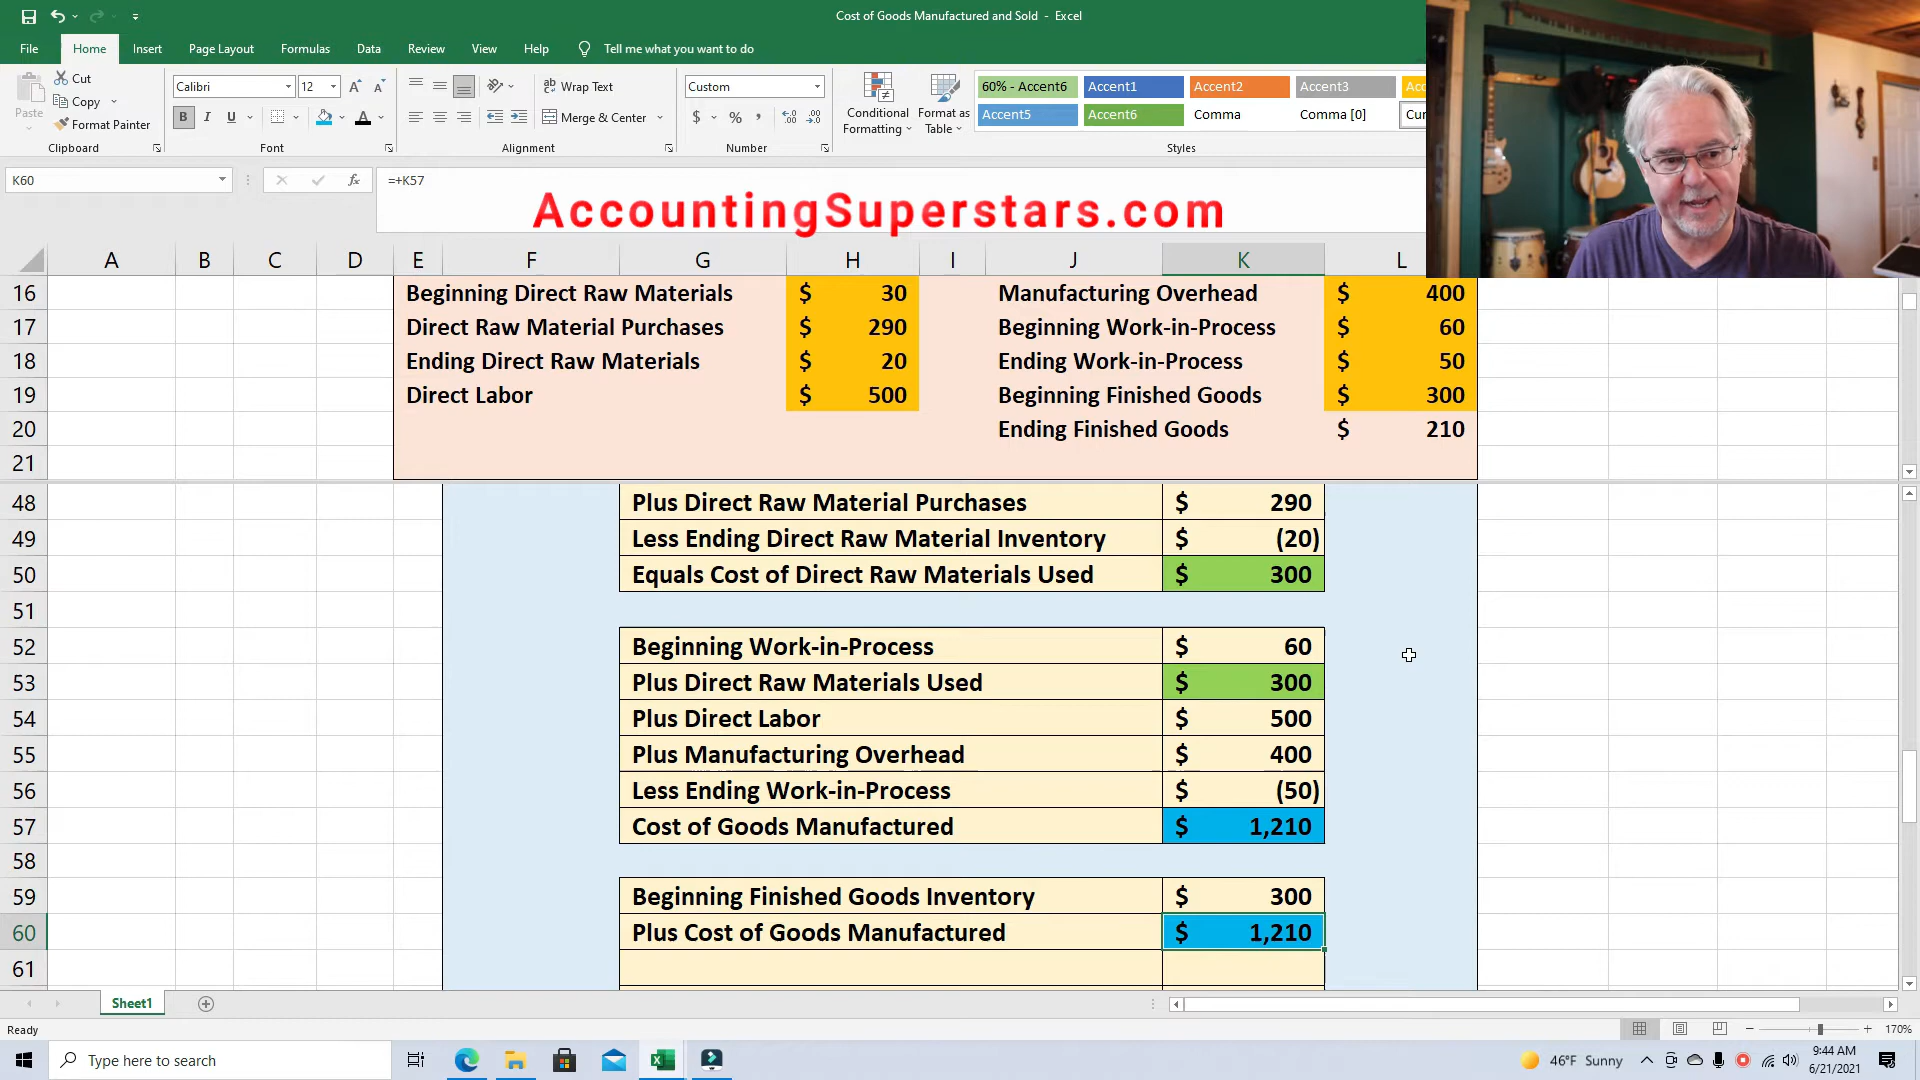 Cost of Goods Manufactured and Sold - Excel
File Home Insert Page Layout Formulas Data Review View Help Tell me what you want to do
Paste
Cut
Copy
Format Painter
Clipboard
Calibri 12
B I U
Font
ab Wrap Text
Merge & Center
Alignment
Custom
$ % ,
Number
Conditional Formatting
Format as Table
60% - Accent6 Accent1 Accent2 Accent3
Accent5 Accent6 Comma Comma [0]
Styles
K60 fx =+K57
AccountingSuperstars.com
A B C D E F G H I J K L
16 Beginning Direct Raw Materials $ 30 Manufacturing Overhead $ 400
17 Direct Raw Material Purchases $ 290 Beginning Work-in-Process $ 60
18 Ending Direct Raw Materials $ 20 Ending Work-in-Process $ 50
19 Direct Labor $ 500 Beginning Finished Goods $ 300
20 Ending Finished Goods $ 210
21
48 Plus Direct Raw Material Purchases $ 290
49 Less Ending Direct Raw Material Inventory $ (20)
50 Equals Cost of Direct Raw Materials Used $ 300
51
52 Beginning Work-in-Process $ 60
53 Plus Direct Raw Materials Used $ 300
54 Plus Direct Labor $ 500
55 Plus Manufacturing Overhead $ 400
56 Less Ending Work-in-Process $ (50)
57 Cost of Goods Manufactured $ 1,210
58
59 Beginning Finished Goods Inventory $ 300
60 Plus Cost of Goods Manufactured $ 1,210
61
Sheet1
Ready
170%
Type here to search
46°F Sunny
9:44 AM
6/21/2021